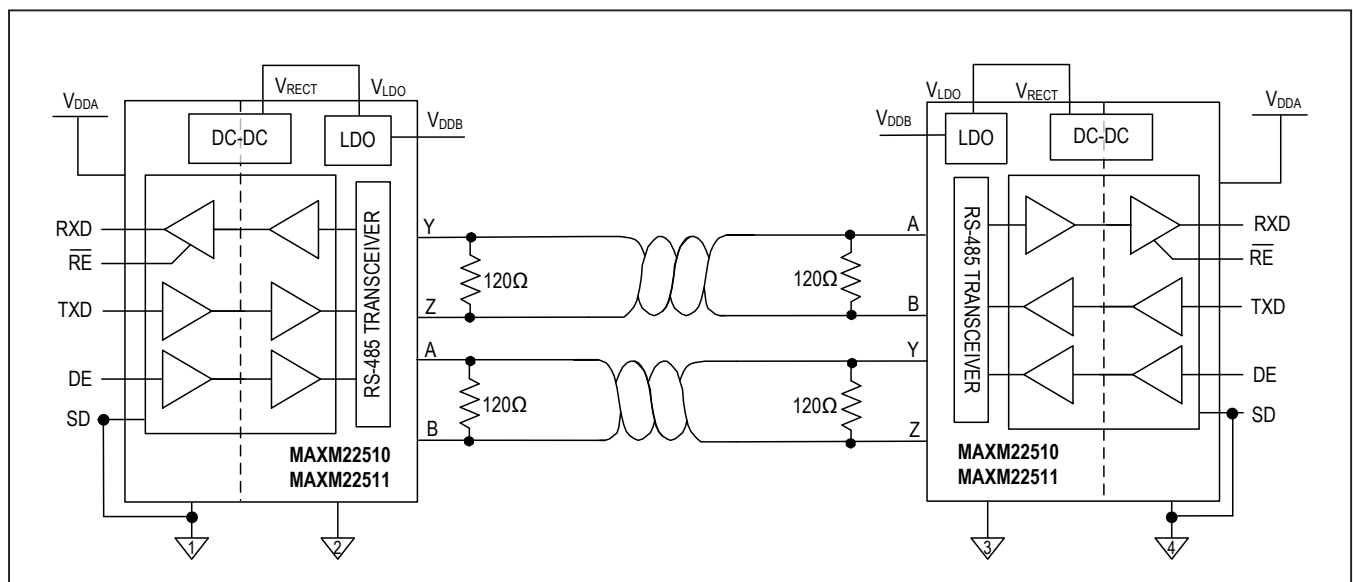 VRECT
VLDO
VDDA
DC-DC
LDO
VDDB
RXD
RE
TXD
DE
SD
RS-485 TRANSCEIVER
Y
Z
A
B
120Ω
120Ω
MAXM22510
MAXM22511
1
2
120Ω
120Ω
A
B
Y
Z
VLDO
VRECT
VDDA
VDDB
LDO
DC-DC
RS-485 TRANSCEIVER
RXD
RE
TXD
DE
SD
MAXM22510
MAXM22511
3
4